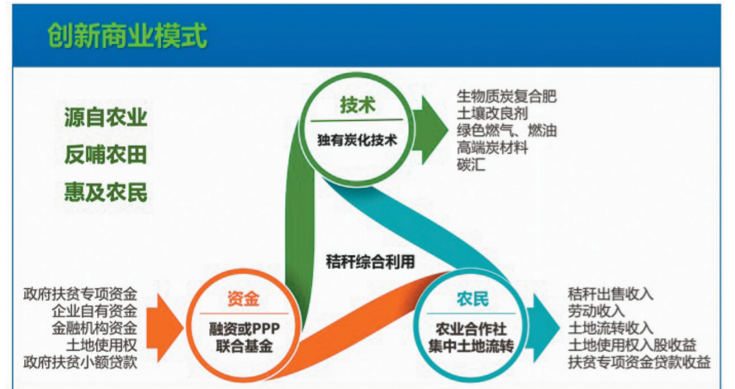 创新商业模式
源自农业
反哺农田
惠及农民
技术
独有炭化技术
生物质炭复合肥
土壤改良剂
绿色燃气、燃油
高端炭材料
碳汇
秸秆综合利用
政府扶贫专项资金
企业自有资金
金融机构资金
土地使用权
政府扶贫小额贷款
资金
融资或PPP
联合基金
农民
农业合作社
集中土地流转
秸秆出售收入
劳动收入
土地流转收入
土地使用权入股收益
扶贫专项资金贷款收益